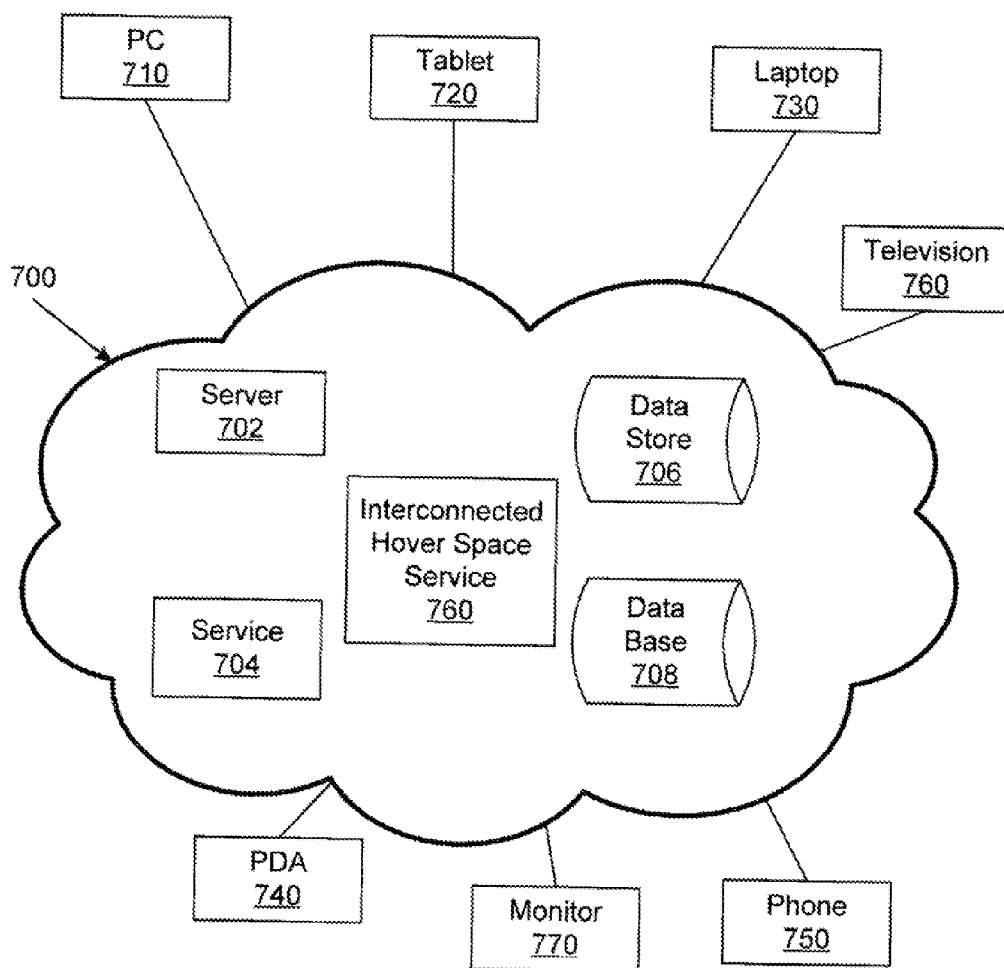 PC
710
Tablet
720
Laptop
730
Television
760
700
Server
702
Data
Store
706
Interconnected
Hover Space
Service
760
Service
704
Data
Base
708
PDA
740
Monitor
770
Phone
750